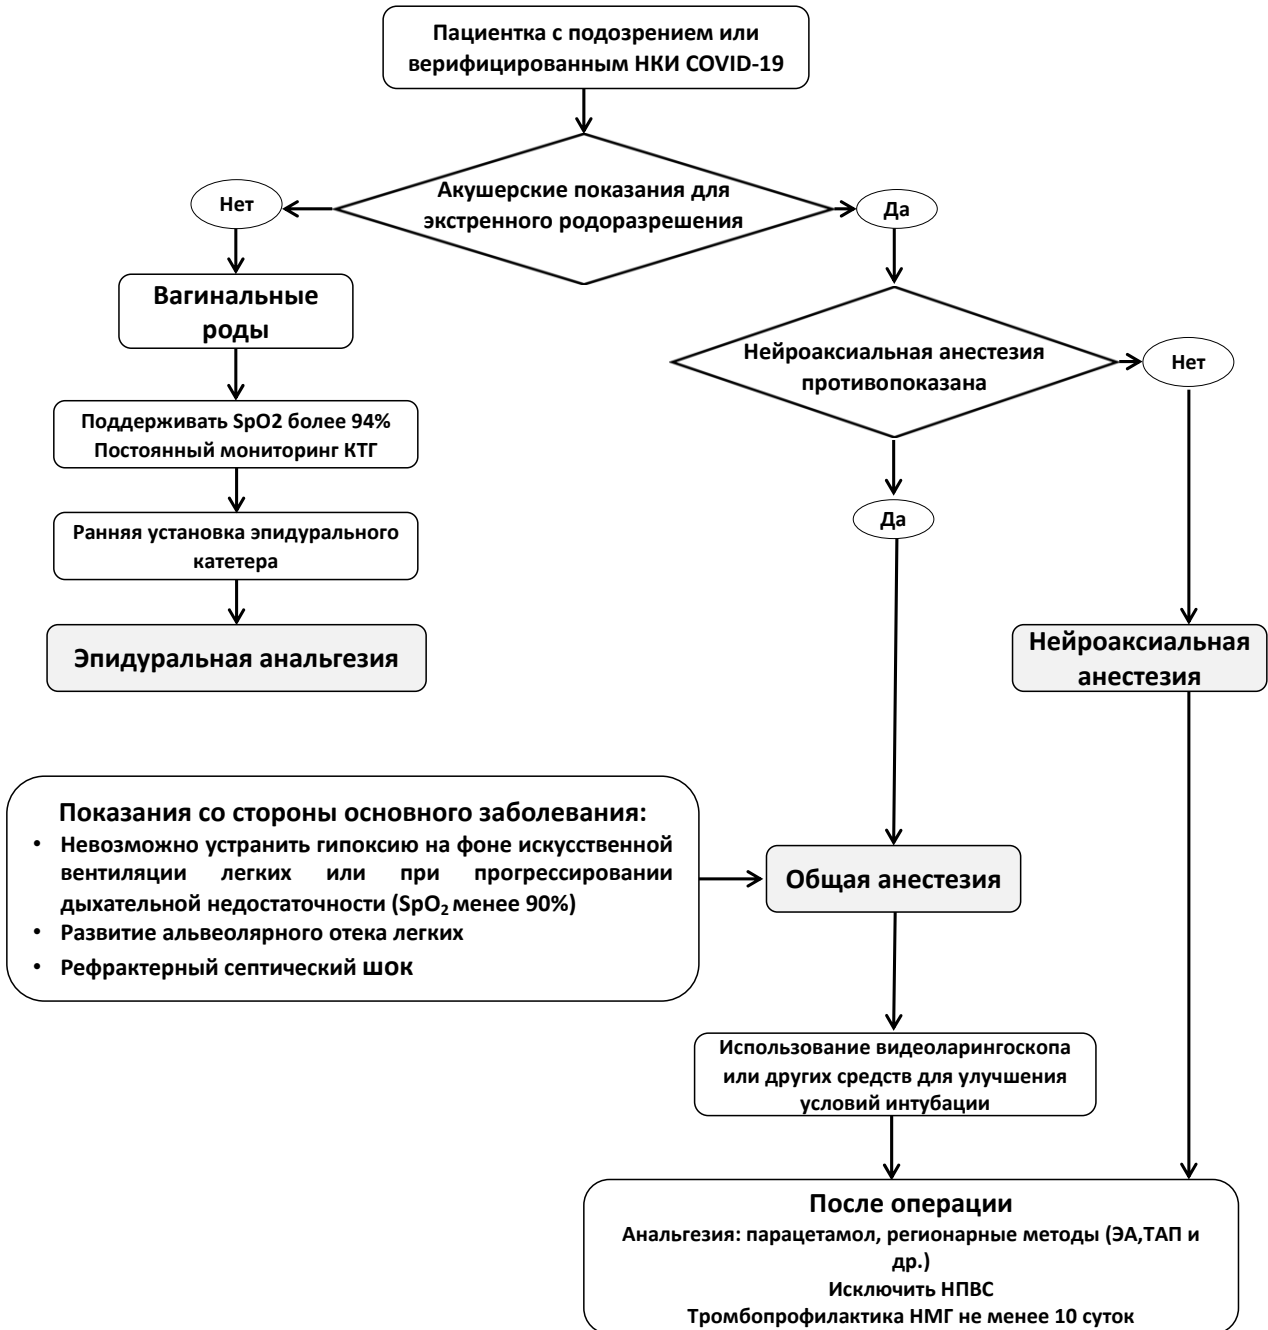 Пациентка с подозрением или
верифицированным НКИ COVID-19
Акушерские показания для
экстренного родоразрешения
Нет
Да
Вагинальные
роды
Нейроаксиальная анестезия
противопоказана
Нет
Поддерживать SpO2 более 94%
Постоянный мониторинг КТГ
Да
Ранняя установка эпидурального
катетера
Эпидуральная анальгезия
Нейроаксиальная
анестезия
Показания со стороны основного заболевания:
• Невозможно устранить гипоксию на фоне искусственной
вентиляции легких или при прогрессировании
дыхательной недостаточности (SpO₂ менее 90%)
• Развитие альвеолярного отека легких
• Рефрактерный септический шок
Общая анестезия
Использование видеоларингоскопа
или других средств для улучшения
условий интубации
После операции
Анальгезия: парацетамол, регионарные методы (ЭА,ТАП и
др.)
Исключить НПВС
Тромбопрофилактика НМГ не менее 10 суток